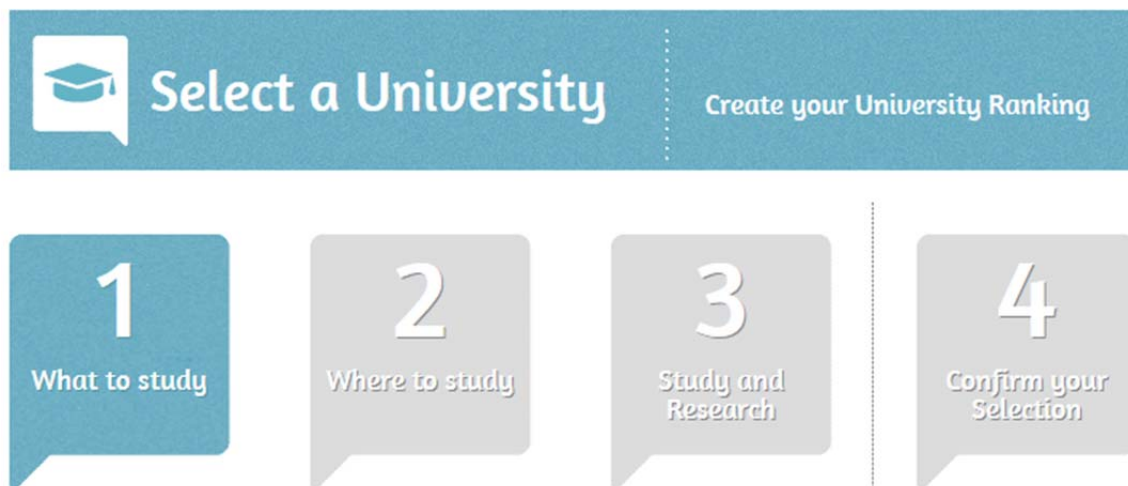 Select a University
Create your University Ranking
1
What to study
2
Where to study
3
Study and
Research
4
Confirm your
Selection